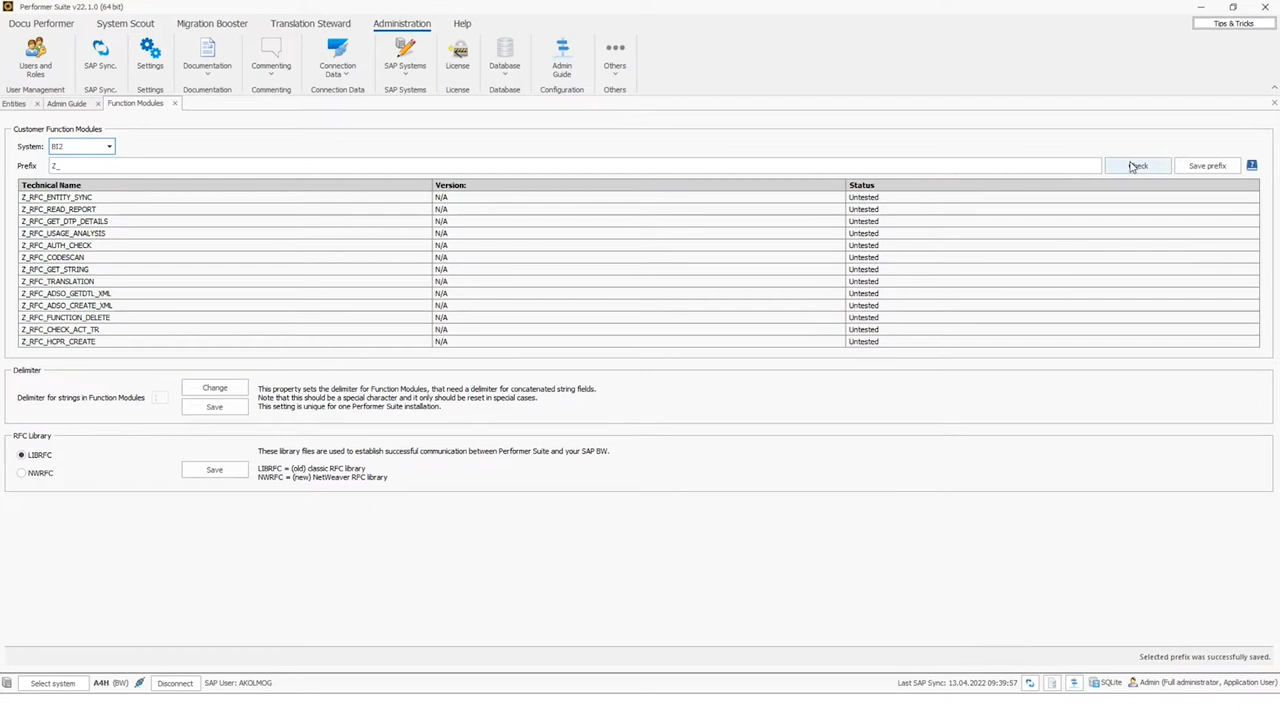 Performer Suite v22.1.0 (64 bit)
Docu Performer System Scout Migration Booster Translation Steward Administration Help
Tips & Tricks
Users and Roles SAP Sync. Settings Documentation Commenting Connection Data SAP Systems License Database Admin Guide Others
User Management SAP Sync. Settings Documentation Commenting Connection Data SAP Systems License Database Configuration Others
Entities Admin Guide Function Modules
Customer Function Modules
System: BI2
Prefix Z_ Save prefix
Technical Name Version: Status
Z_RFC_ENTITY_SYNC N/A Untested
Z_RFC_READ_REPORT N/A Untested
Z_RFC_GET_DTP_DETAILS N/A Untested
Z_RFC_USAGE_ANALYSIS N/A Untested
Z_RFC_AUTH_CHECK N/A Untested
Z_RFC_CODESCAN N/A Untested
Z_RFC_GET_STRING N/A Untested
Z_RFC_TRANSLATION N/A Untested
Z_RFC_ADSO_GETDTL_XML N/A Untested
Z_RFC_ADSO_CREATE_XML N/A Untested
Z_RFC_FUNCTION_DELETE N/A Untested
Z_RFC_CHECK_ACT_TR N/A Untested
Z_RFC_HCPR_CREATE N/A Untested
Delimiter
Delimiter for strings in Function Modules
Change
Save
This property sets the delimiter for Function Modules, that need a delimiter for concatenated string fields.
Note that this should be a special character and it only should be reset in special cases.
This setting is unique for one Performer Suite installation.
RFC Library
LIBRFC
NWRFC
Save
These library files are used to establish successful communication between Performer Suite and your SAP BW.
LIBRFC = (old) classic RFC library
NWRFC = (new) NetWeaver RFC library
Selected prefix was successfully saved.
Select system A4H (BW) Disconnect SAP User: AKOLMOG Last SAP Sync: 13.04.2022 09:39:57 SQLite Admin (Full administrator, Application User)